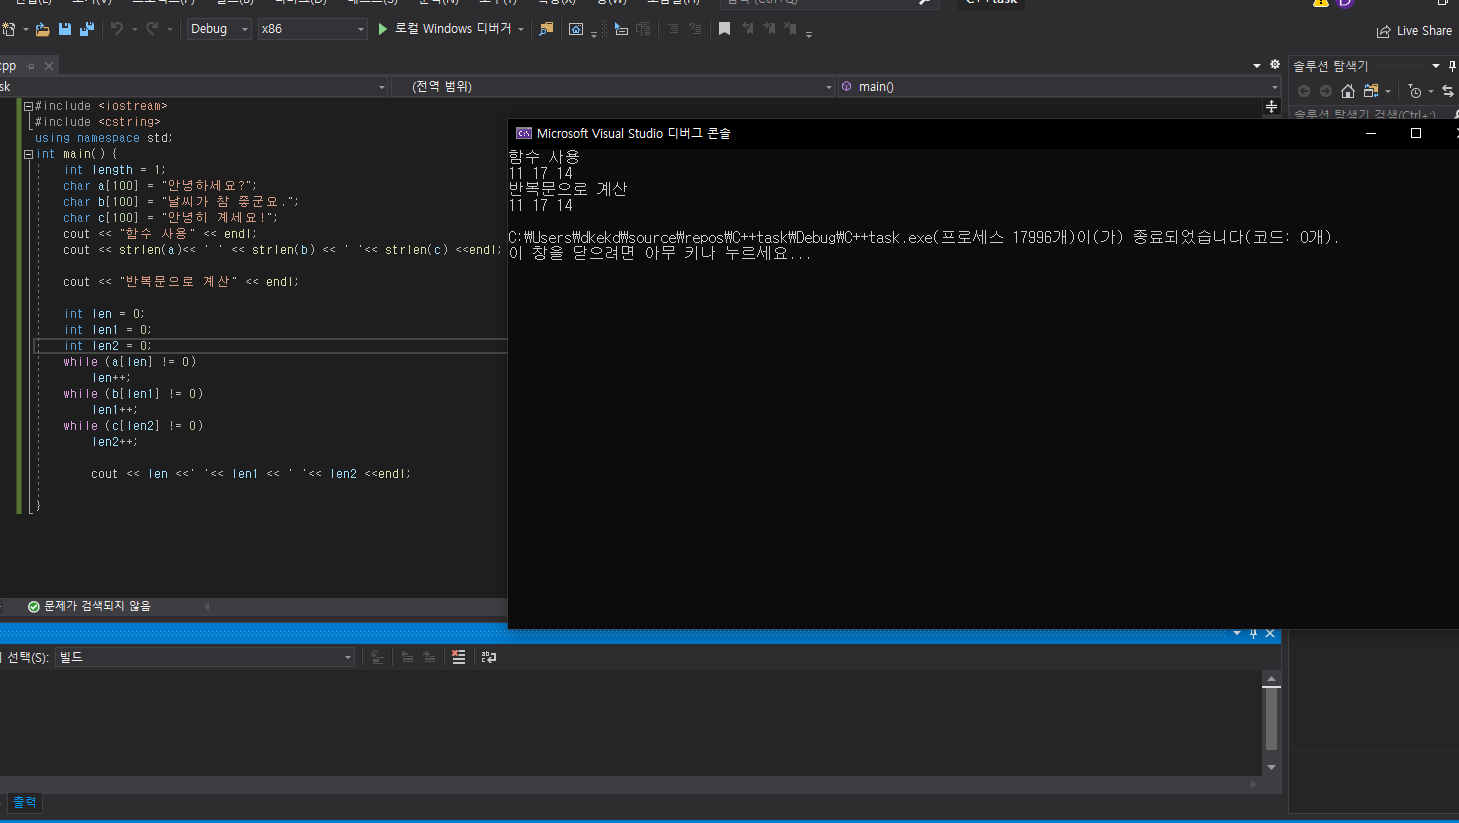 C++task
Debug
x86
로컬 Windows 디버거
Live Share
cpp
sk
(전역 범위)
main()
솔루션 탐색기
솔루션 탐색기 검색(Ctrl+;)
#include <iostream>
#include <cstring>
using namespace std;
int main() {
int length = 1;
char a[100] = "안녕하세요?";
char b[100] = "날씨가 참 좋군요.";
char c[100] = "안녕히 계세요!";
cout << "함수 사용" << endl;
cout << strlen(a)<< ' ' << strlen(b) << ' '<< strlen(c) <<endl;
cout << "반복문으로 계산" << endl;
int len = 0;
int len1 = 0;
int len2 = 0;
while (a[len] != 0)
len++;
while (b[len1] != 0)
len1++;
while (c[len2] != 0)
len2++;
cout << len <<' '<< len1 << ' '<< len2 <<endl;
}
Microsoft Visual Studio 디버그 콘솔
함수 사용
11 17 14
반복문으로 계산
11 17 14
C:\Users\dkekd\source\repos\C++task\Debug\C++task.exe(프로세스 17996개)이(가) 종료되었습니다(코드: 0개).
이 창을 닫으려면 아무 키나 누르세요...
문제가 검색되지 않음
선택(S):
빌드
출력